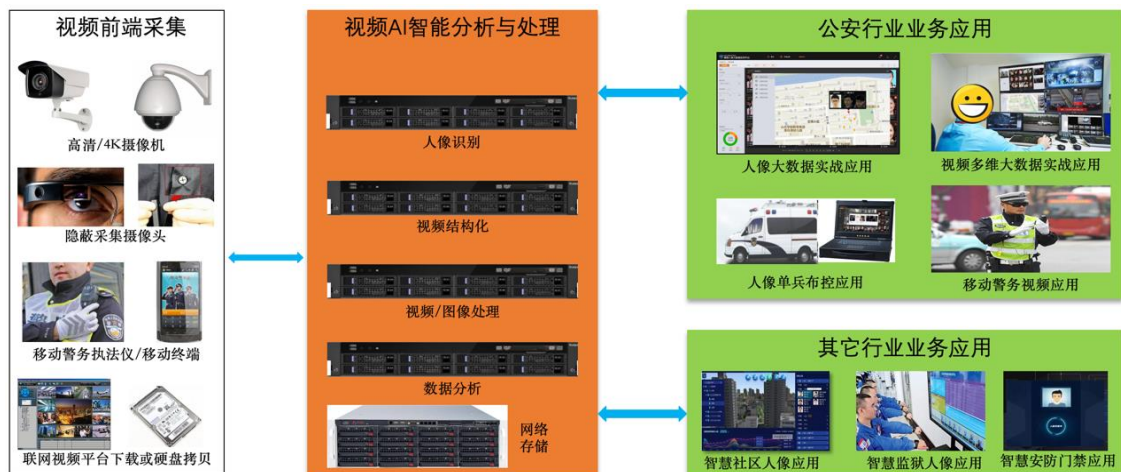 视频前端采集
高清/4K摄像机
隐蔽采集摄像头
移动警务执法仪/移动终端
联网视频平台下载或硬盘拷贝
视频AI智能分析与处理
人像识别
视频结构化
视频/图像处理
数据分析
网络
存储
公安行业业务应用
人像大数据实战应用
视频多维大数据实战应用
人像单兵布控应用
移动警务视频应用
其它行业业务应用
智慧社区人像应用
智慧监狱人像应用
智慧安防门禁应用